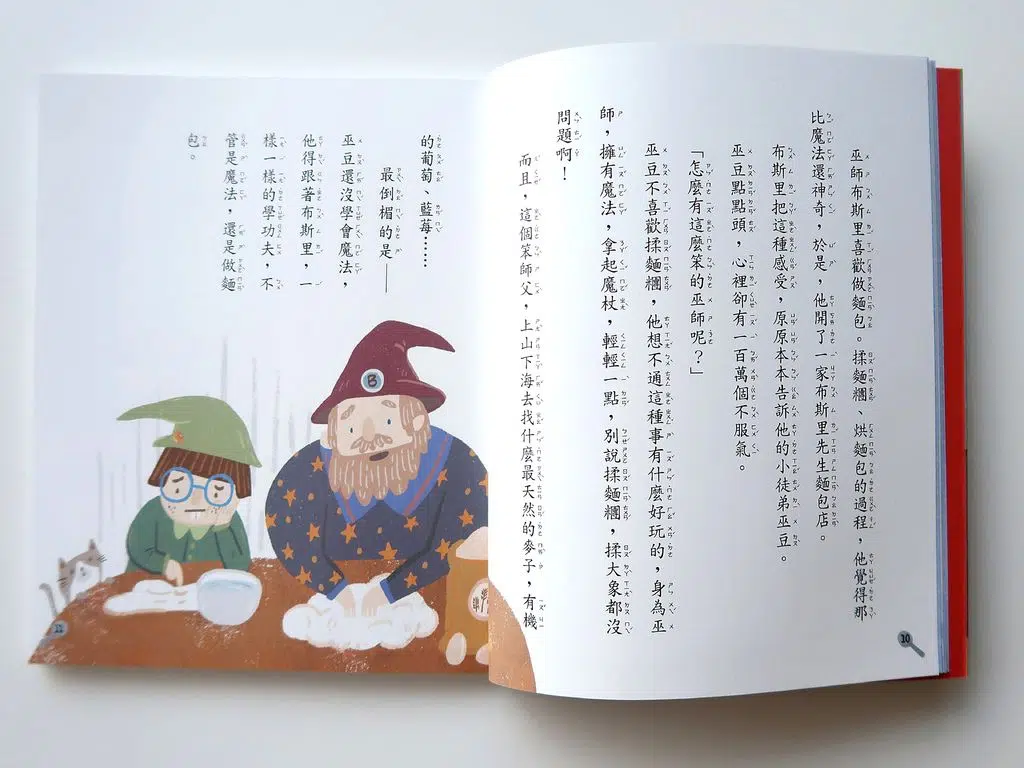 巫師布斯里喜歡做麵包。揉麵糰、烘麵包的過程，他覺得那
比魔法還神奇，於是，他開了一家布斯里先生麵包店。
布斯里把這種感受，原原本本告訴他的小徒弟巫豆。
巫豆點點頭，心裡卻有一百萬個不服氣。
「怎麼有這麼笨的巫師呢？」
巫豆不喜歡揉麵糰，他想不通這種事有什麼好玩的，身為巫
師，擁有魔法，拿起魔杖，輕輕一點，別說揉麵糰，揉大象都沒
問題啊！
而且，這個笨師父，上山下海去找什麼最天然的麥子，有機
10
的葡萄、藍莓……
最倒楣的是——
巫豆還沒學會魔法，
他得跟著布斯里，一
樣一樣的學功夫，不
管是魔法，還是做麵
包。
B
11